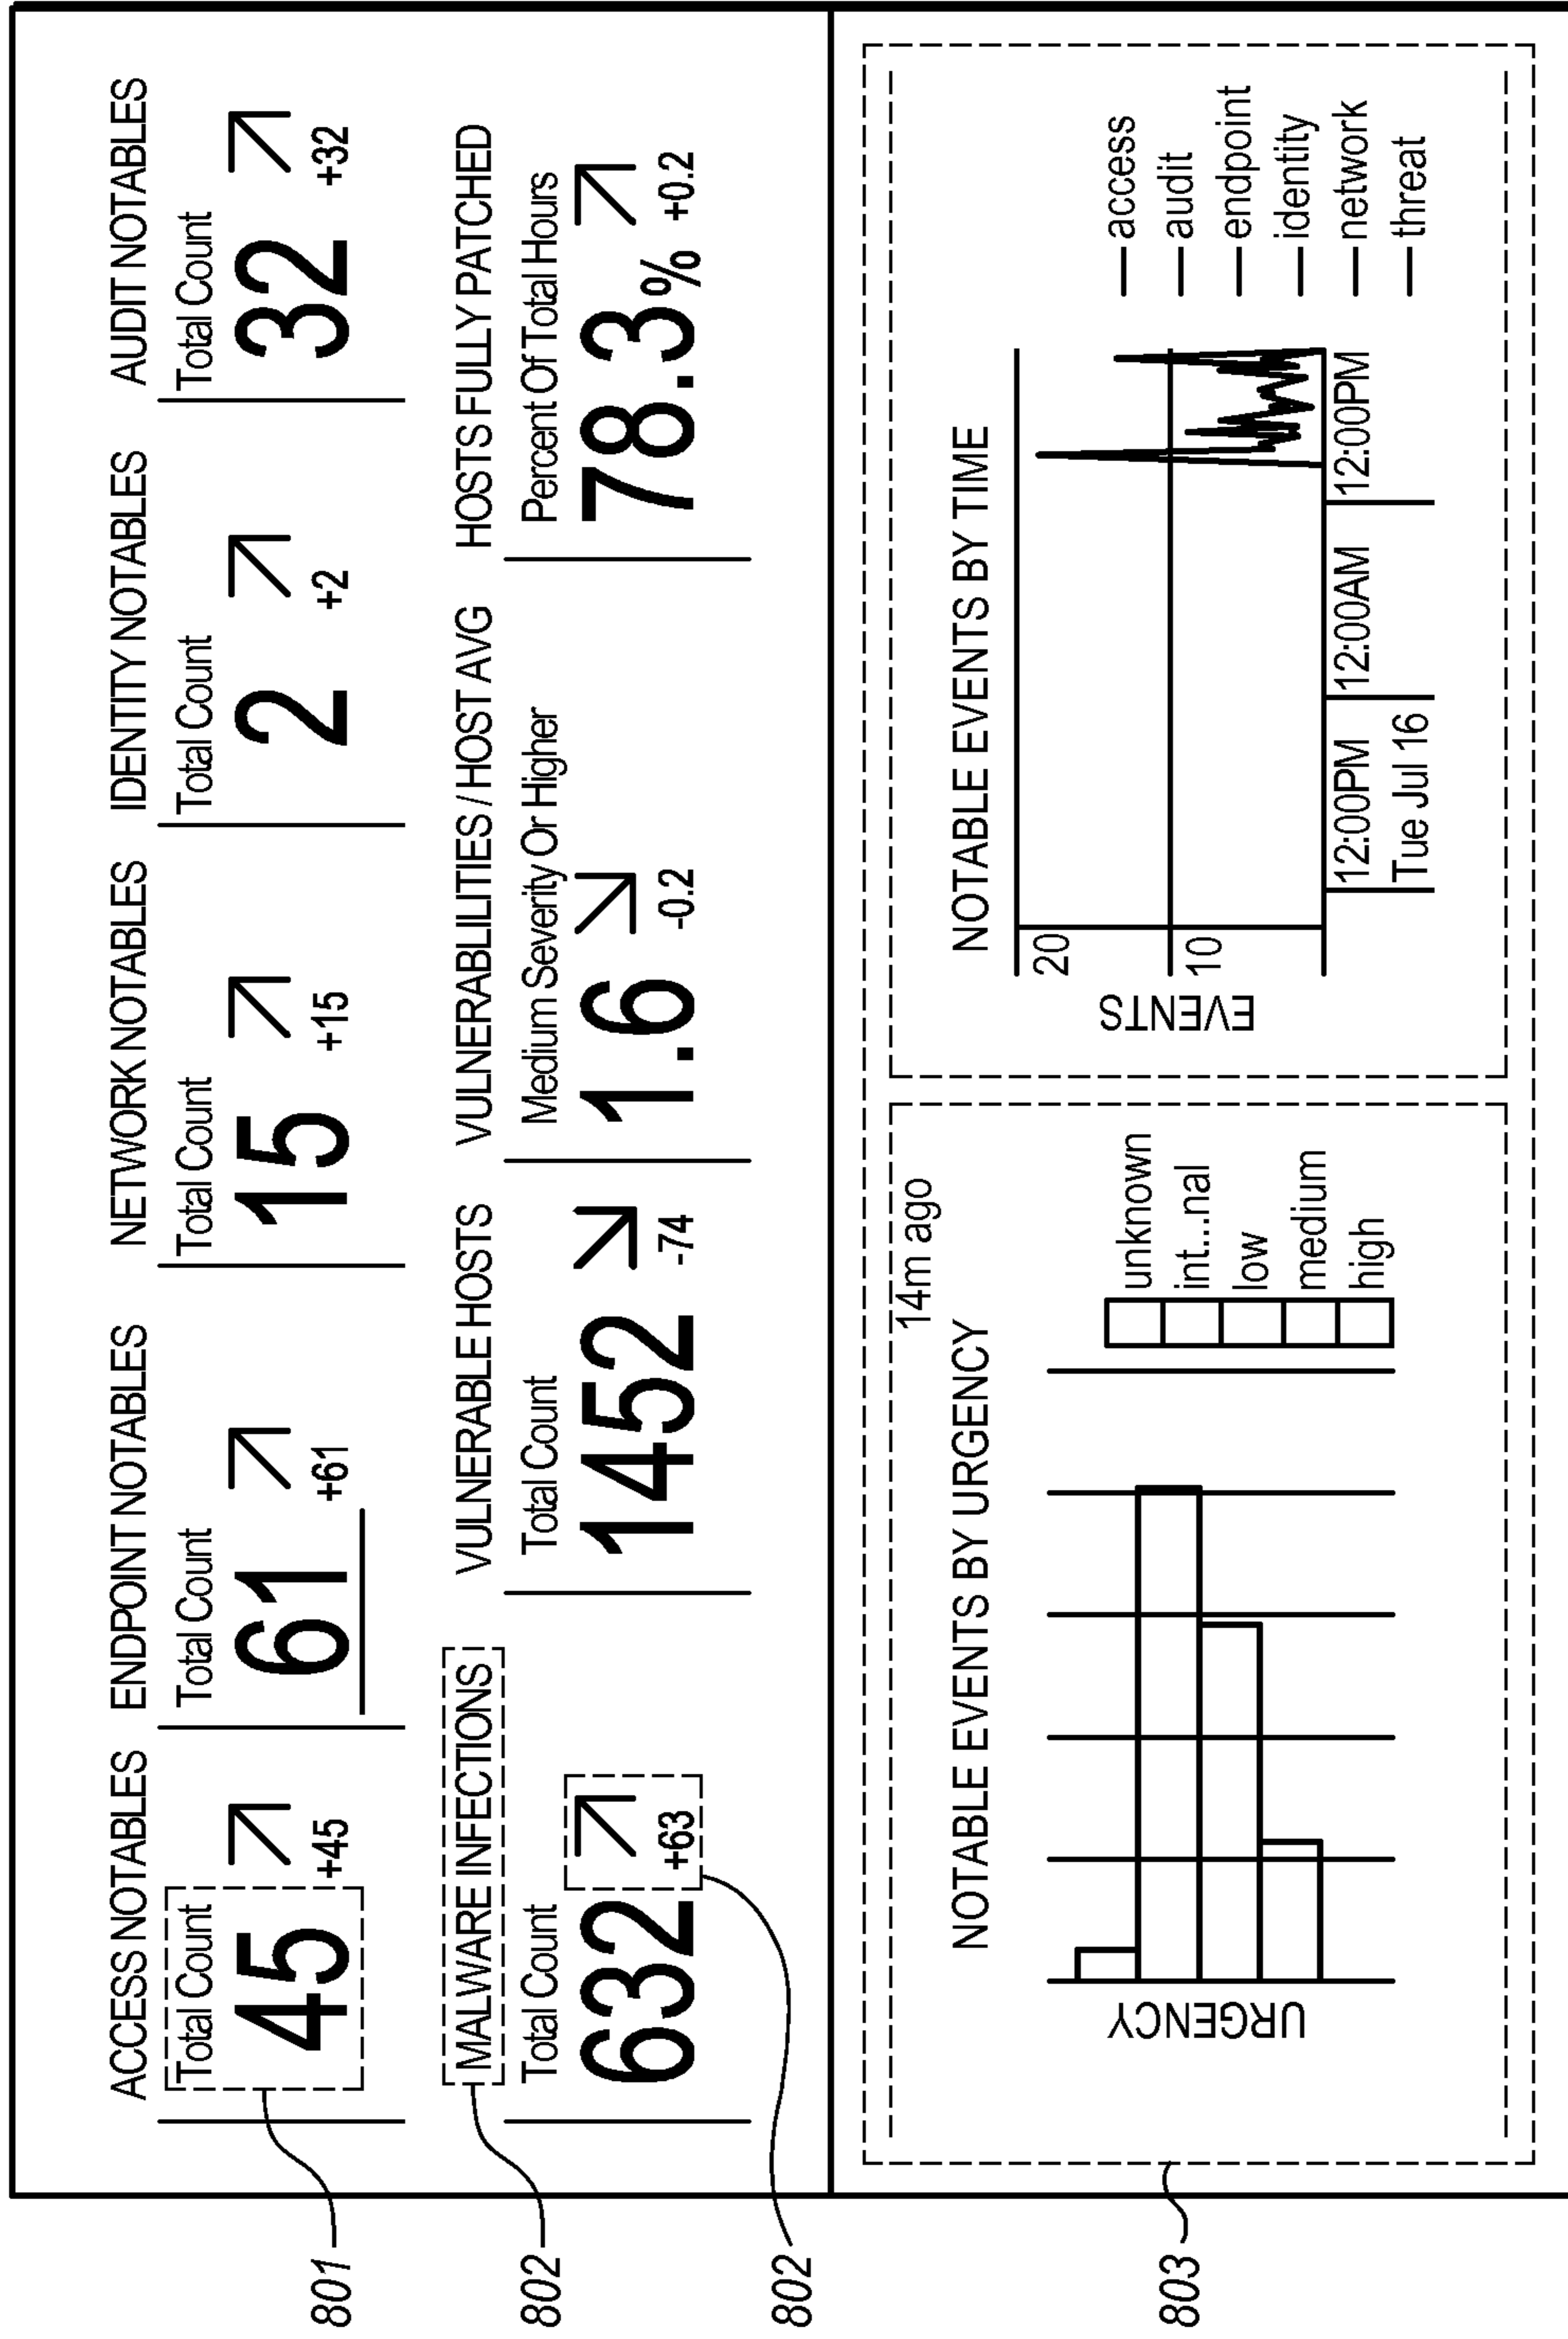 ACCESS NOTABLES
Total Count
45
+45
ENDPOINT NOTABLES
Total Count
61
+61
NETWORK NOTABLES
Total Count
15
+15
IDENTITY NOTABLES
Total Count
2
+2
AUDIT NOTABLES
Total Count
32
+32
801
MALWARE INFECTIONS
Total Count
632
+63
VULNERABLE HOSTS
Total Count
1452
-74
VULNERABILITIES / HOST AVG
Medium Severity Or Higher
1.6
-0.2
HOSTS FULLY PATCHED
Percent Of Total Hours
78.3%
+0.2
802
802
14m ago
NOTABLE EVENTS BY URGENCY
URGENCY
unknown
int...nal
low
medium
high
NOTABLE EVENTS BY TIME
EVENTS
20
10
12:00PM
Tue Jul 16
12:00AM
12:00PM
access
audit
endpoint
identity
network
threat
803